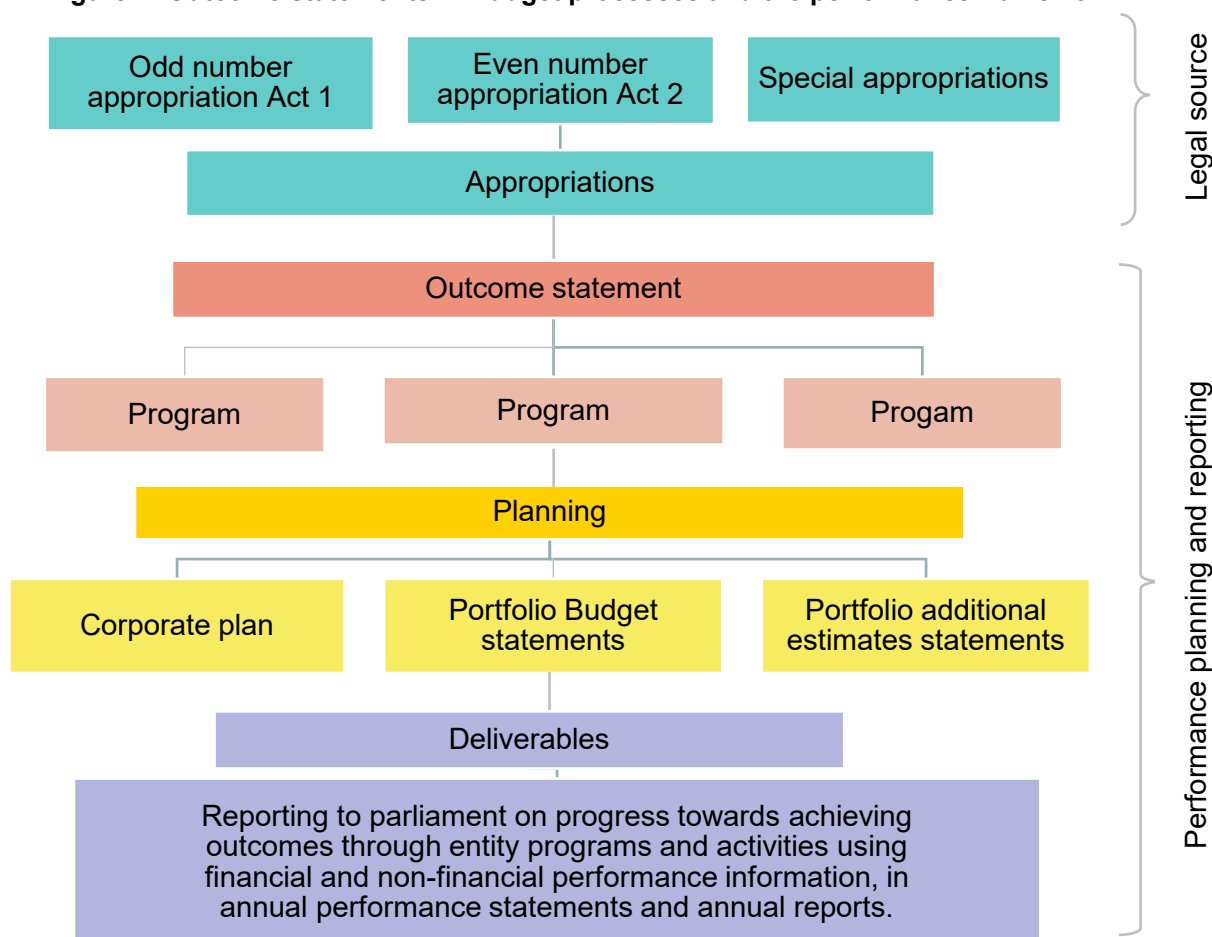 Odd number
appropriation Act 1
Even number
appropriation Act 2
Special appropriations
Appropriations
Legal source
Outcome statement
Program
Program
Progam
Planning
Corporate plan
Portfolio Budget
statements
Portfolio additional
estimates statements
Deliverables
Reporting to parliament on progress towards achieving
outcomes through entity programs and activities using
financial and non-financial performance information, in
annual performance statements and annual reports.
Performance planning and reporting